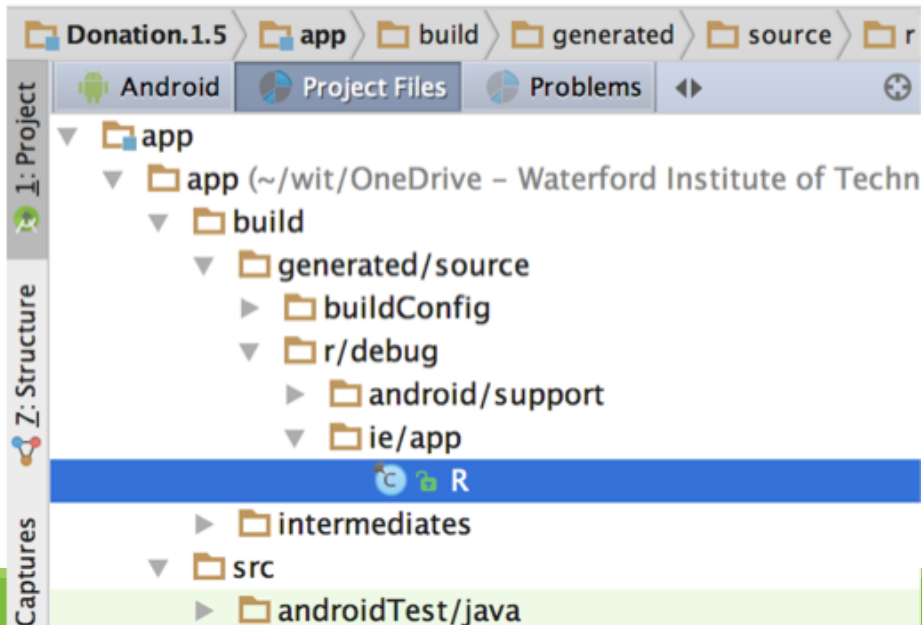 Donation.1.5 app build generated source r
Android Project Files Problems
1: Project
app
app (~/wit/OneDrive – Waterford Institute of Techn
build
generated/source
buildConfig
r/debug
android/support
ie/app
R
intermediates
src
androidTest/java
Z: Structure
Captures